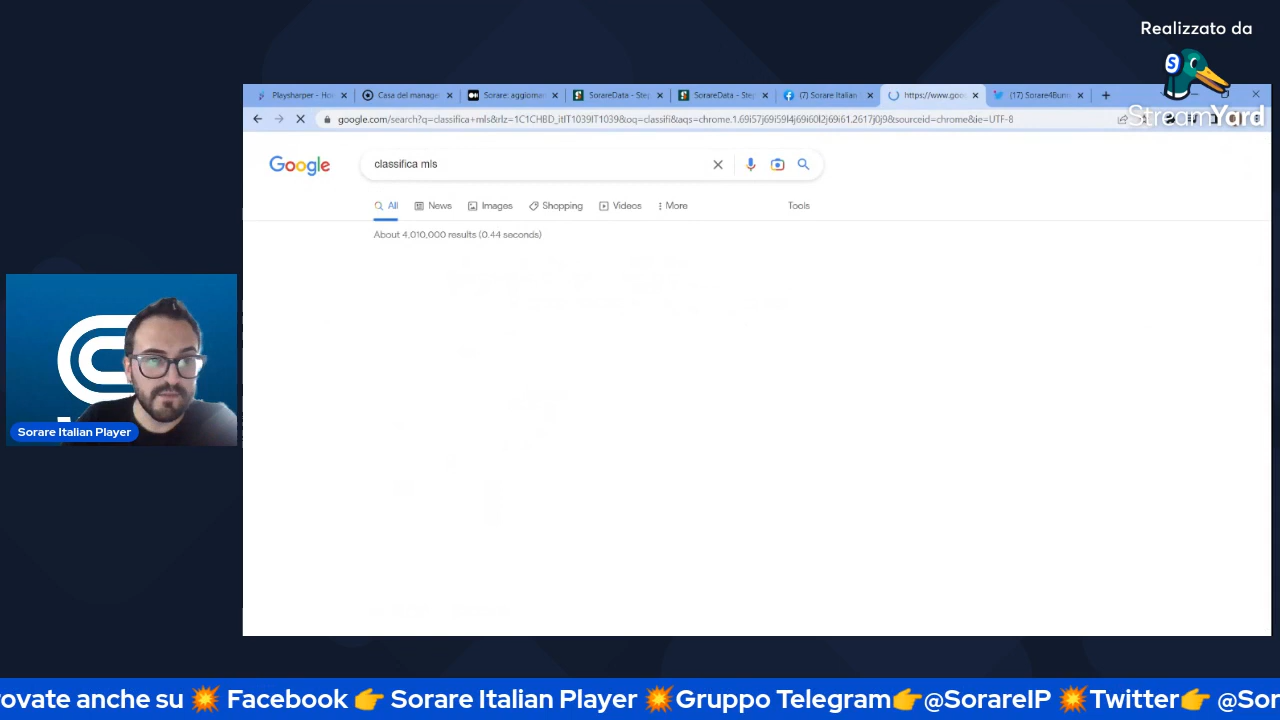 Realizzato da
StreamYard
Playsharper - Ho
Casa del manage
Sorare: aggiornar
SorareData - Ste
SorareData - Ste
(7) Sorare Italian
https://www.goo
(17) Sorare4Bum
google.com/search?q=classifica+mls&rlz=1C1CHBD_itIT1039IT1039&oq=classifi&aqs=chrome.1.69i57j69i59l4j69i60l2j69i61.2617j0j9&sourceid=chrome&ie=UTF-8
Google
classifica mls
All
News
Images
Shopping
Videos
More
Tools
About 4,010,000 results (0.44 seconds)
Sorare Italian Player
rovate anche su 💥 Facebook 👉 Sorare Italian Player 💥Gruppo Telegram👉@SorareIP 💥Twitter👉 @Sor